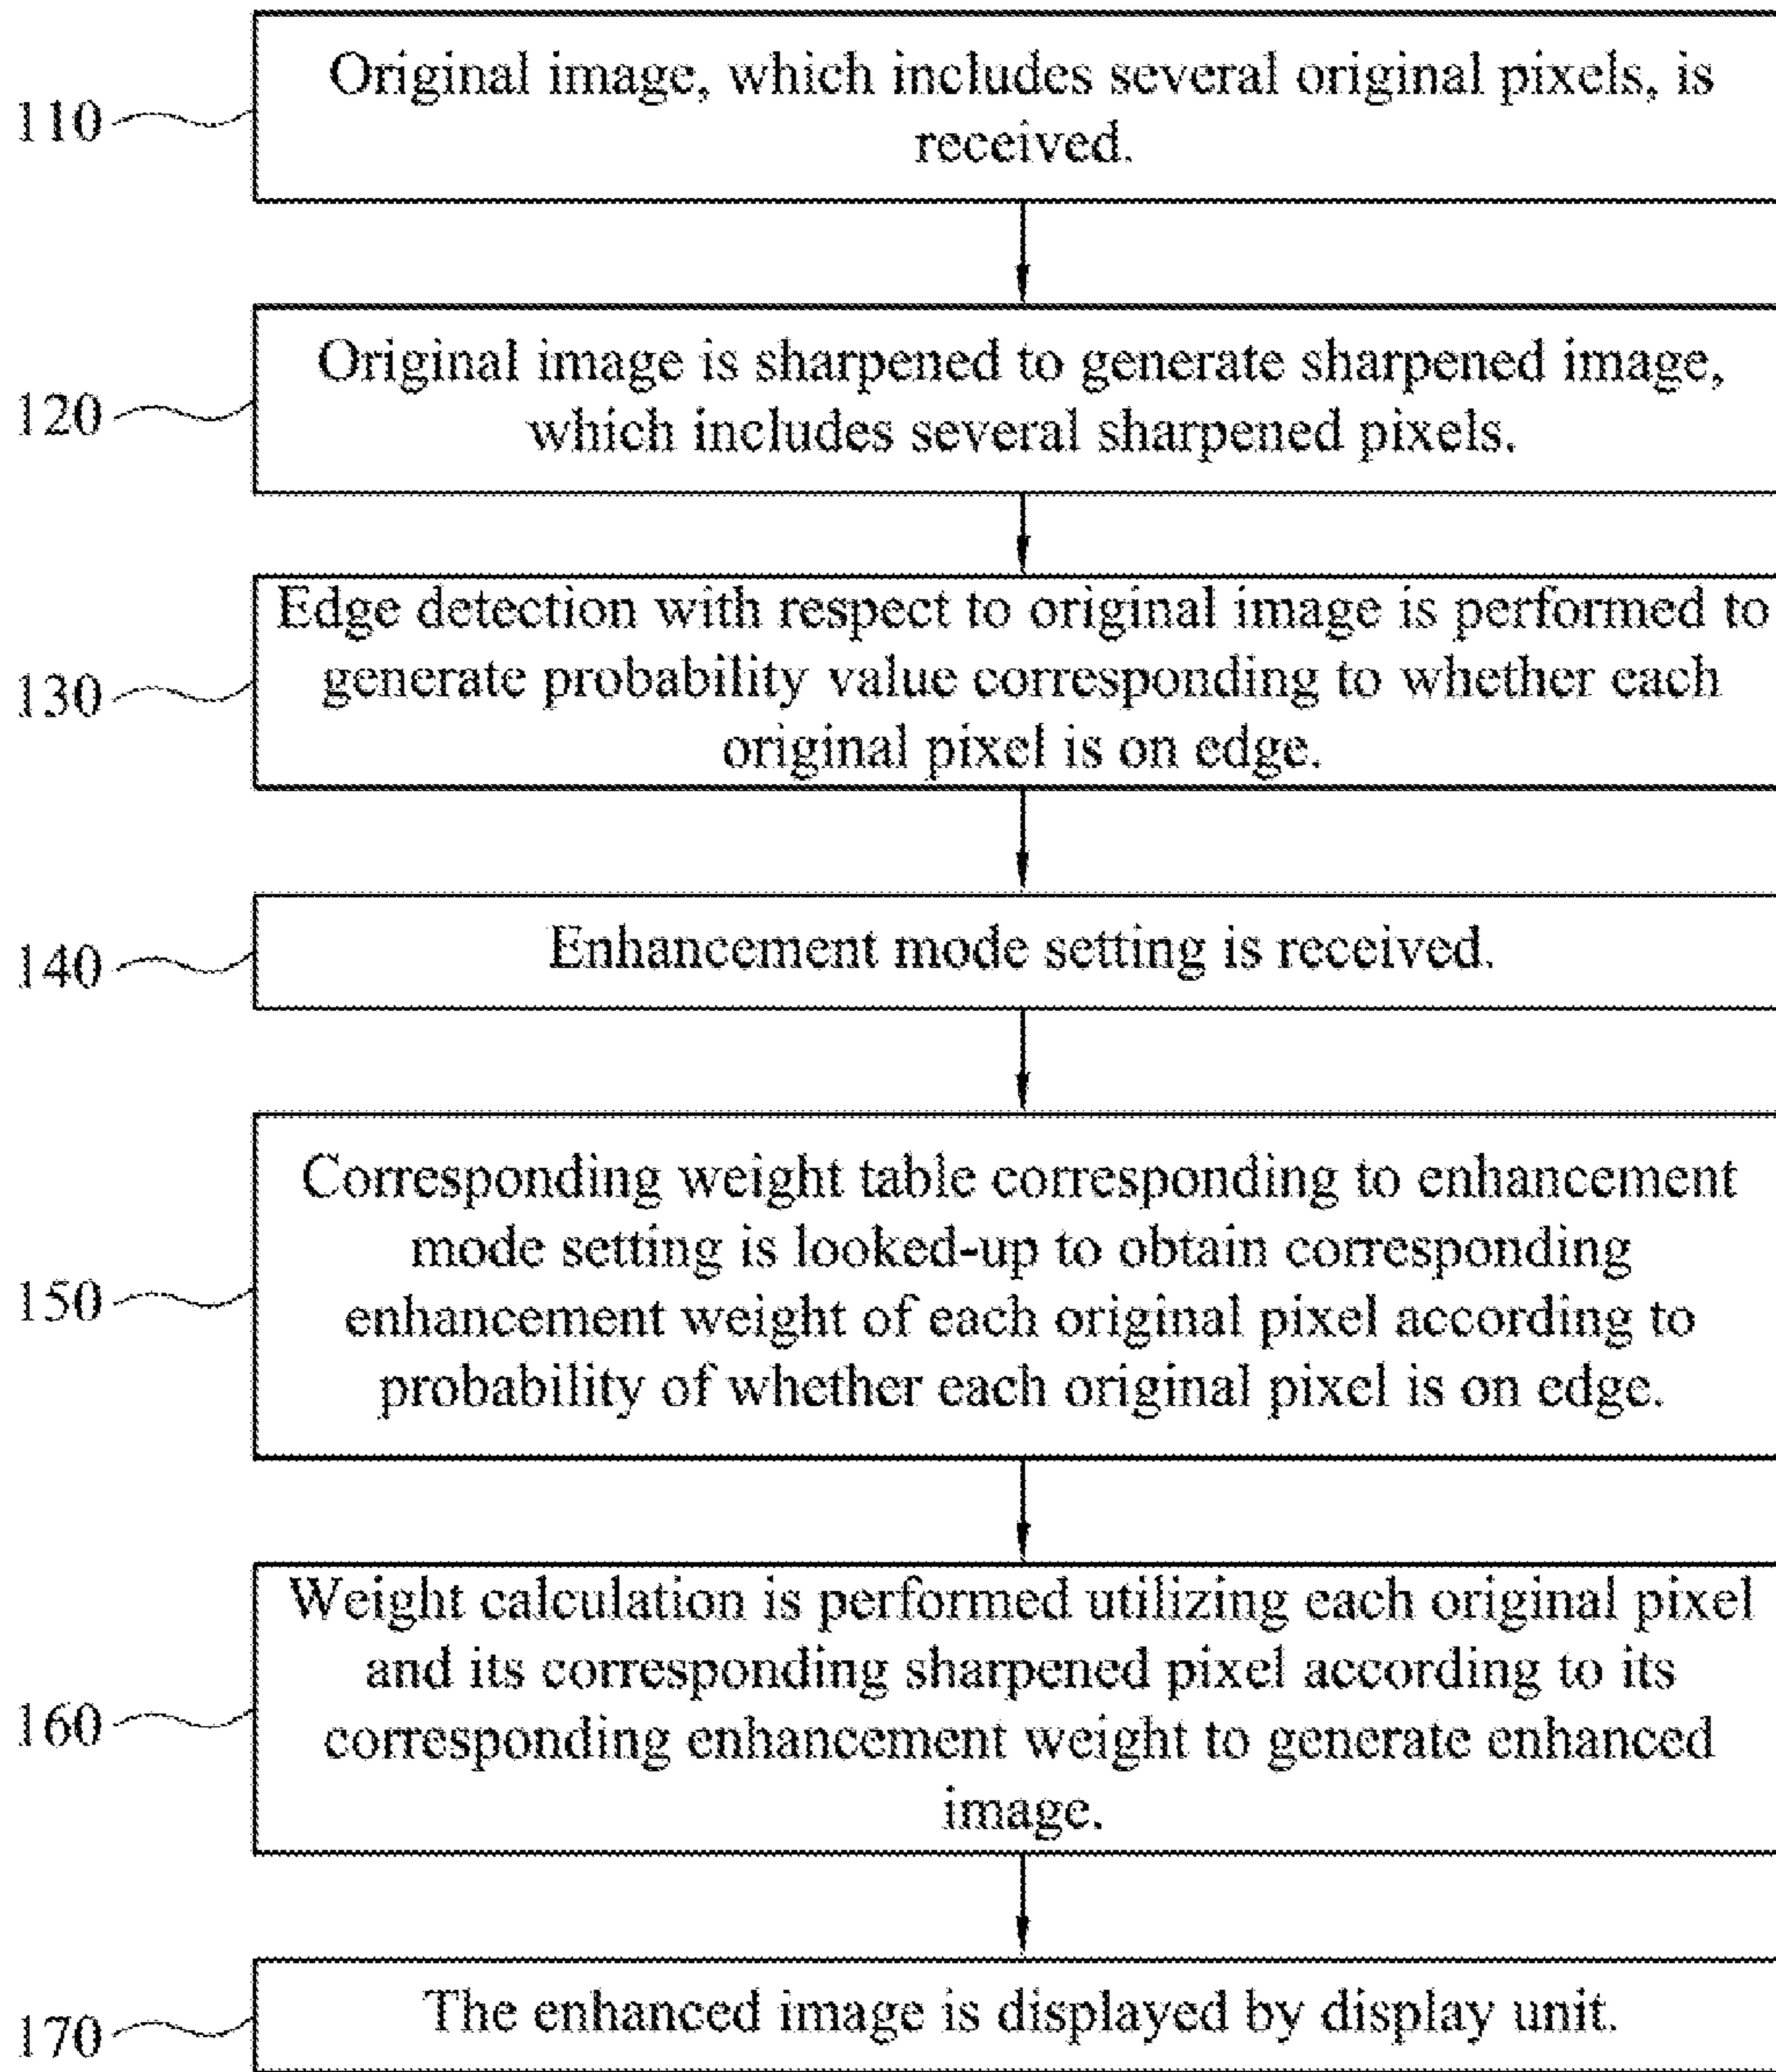 Original image, which includes several original pixels, is
110
received.
Original image is sharpened to generate sharpened image,
120
which includes several sharpened pixels.
Edge detection with respect to original image is performed to
130
generate probability value corresponding to whether each
original pixel is on edge.
140
Enhancement mode setting is received.
Corresponding weight table corresponding to enhancement
mode setting is looked-up to obtain corresponding
150
enhancement weight of each original pixel according to
probability of whether each original pixel is on edge.
Weight calculation is performed utilizing each original pixel
and its corresponding sharpened pixel according to its
160
corresponding enhancement weight to generate enhanced
image.
170
The enhanced image is displayed by display unit.